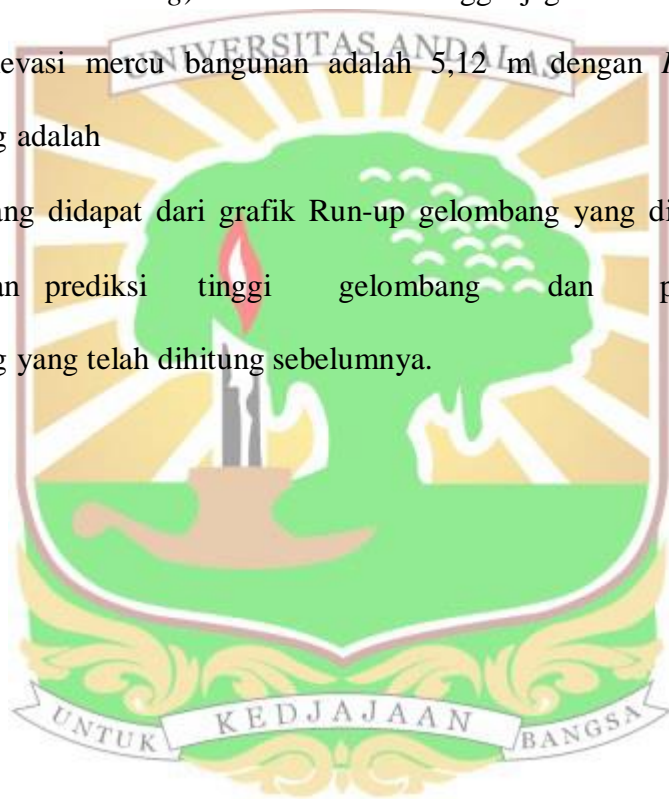 UNIVERSITAS ANDALAS
evasi mercu bangunan adalah 5,12 m dengan
g adalah
ang didapat dari grafik Run-up gelombang yang di
an prediksi tinggi gelombang dan p
g yang telah dihitung sebelumnya.
UNTUK KEDJAJAAN BANGSA